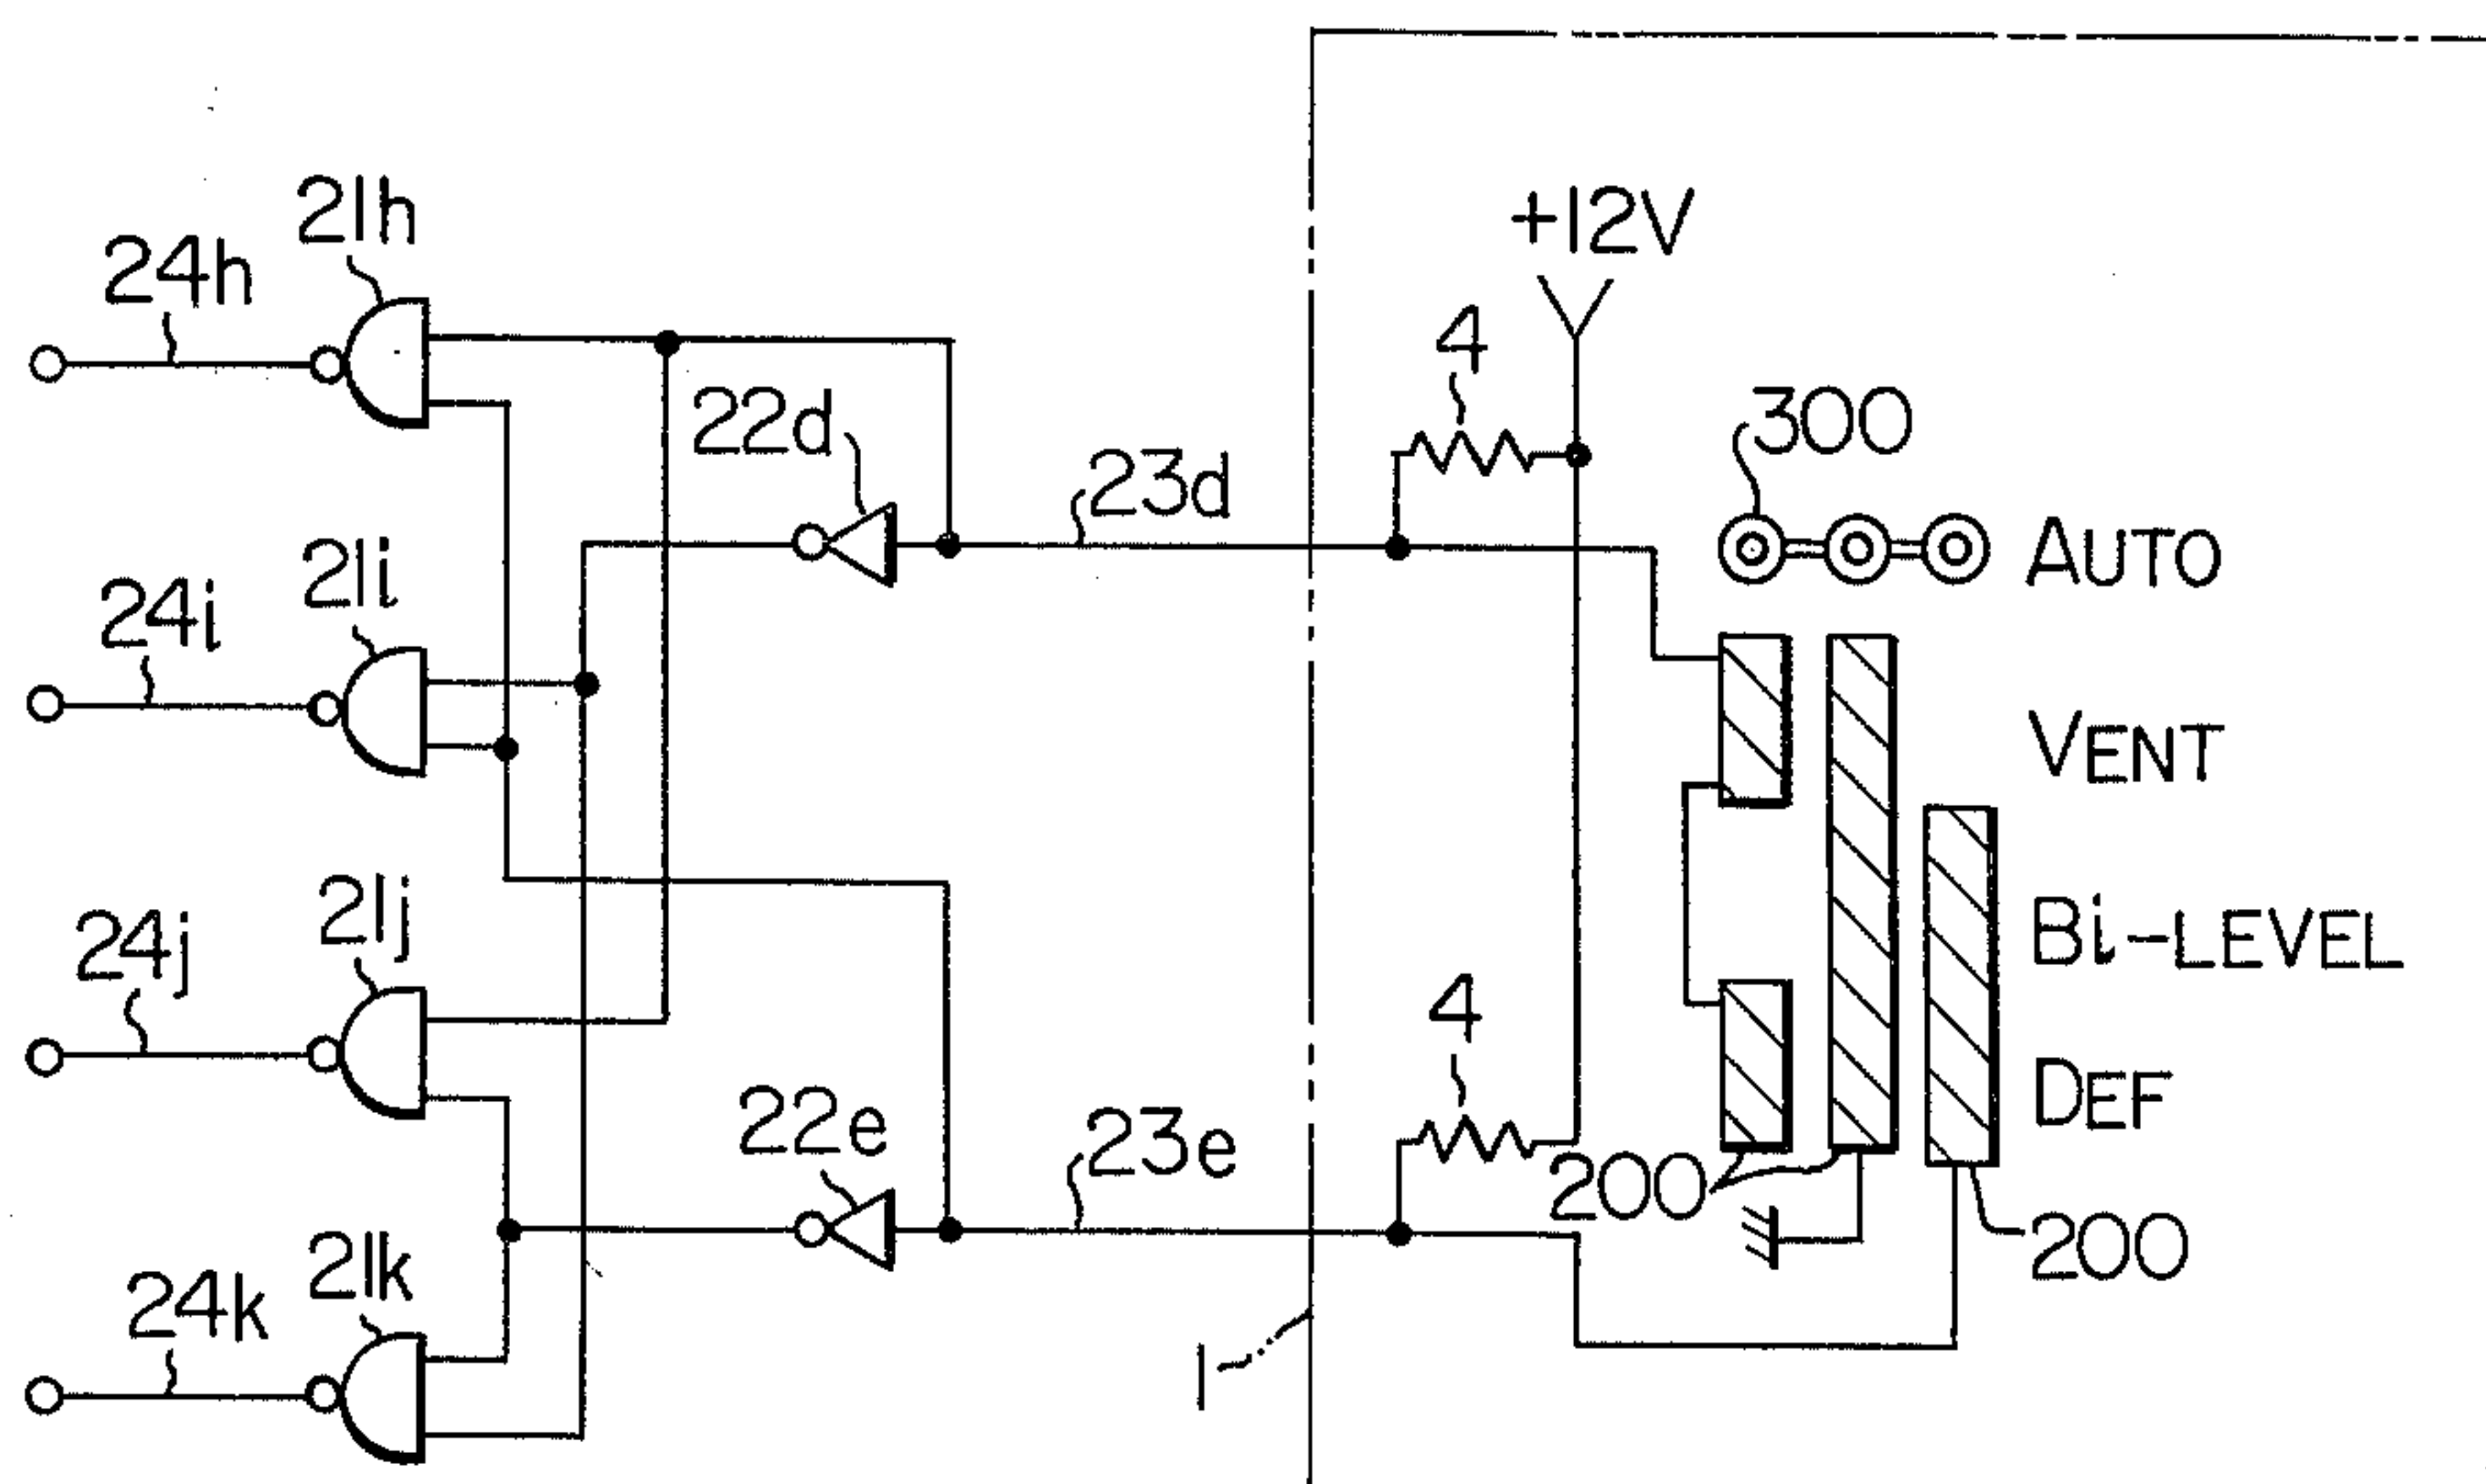 +12V
21h
24h
4
22d
300
23d
AUTO
21i
24i
VENT
21j
24j
Bi-LEVEL
4
DEF
22e
23e
200
200
21k
24k
1